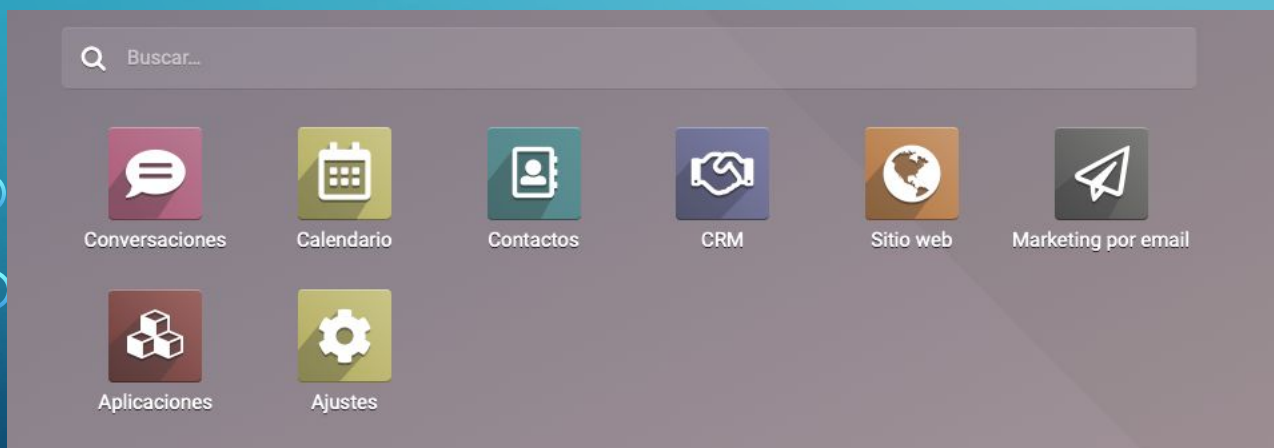 Buscar...
Conversaciones Calendario Contactos CRM Sitio web Marketing por email
Aplicaciones Ajustes